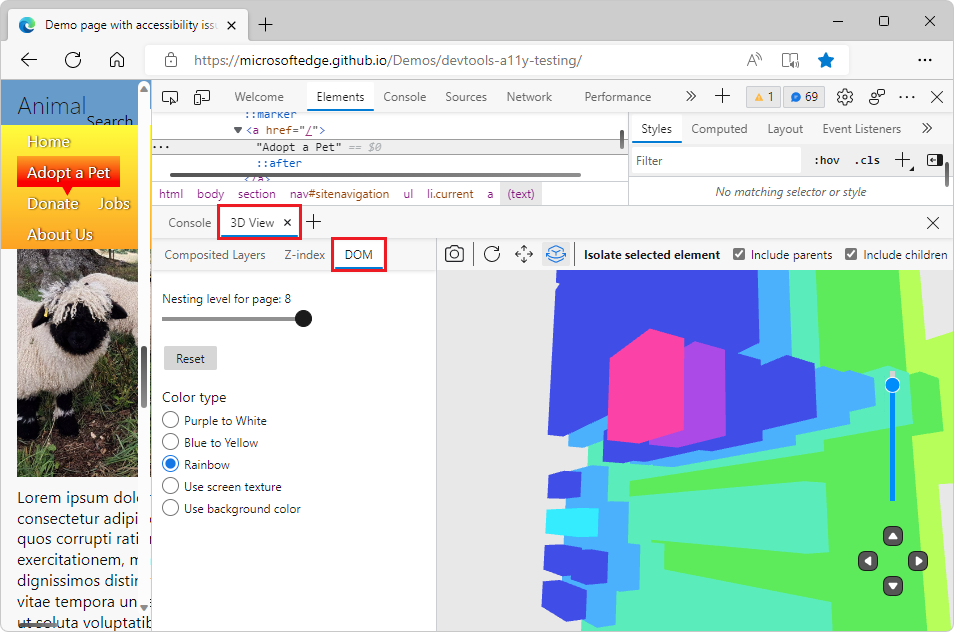 Demo page with accessibility issu
https://microsoftedge.github.io/Demos/devtools-a11y-testing/
Animal
Search
Home
Adopt a Pet
Donate Jobs
About Us
Lorem ipsum dolo
consectetur adipi
quos corrupti rati
exercitationem, m
dignissimos distin
vitae tempora un
ut soluta voluptatib
Welcome Elements Console Sources Network Performance 1 69
::marker
<a href="/">
"Adopt a Pet" == $0
::after
</a>
html body section nav#sitenavigation ul li.current a (text)
Styles Computed Layout Event Listeners
Filter :hov .cls
No matching selector or style
Console 3D View
Composited Layers Z-index DOM
Isolate selected element Include parents Include children
Nesting level for page: 8
Reset
Color type
Purple to White
Blue to Yellow
Rainbow
Use screen texture
Use background color